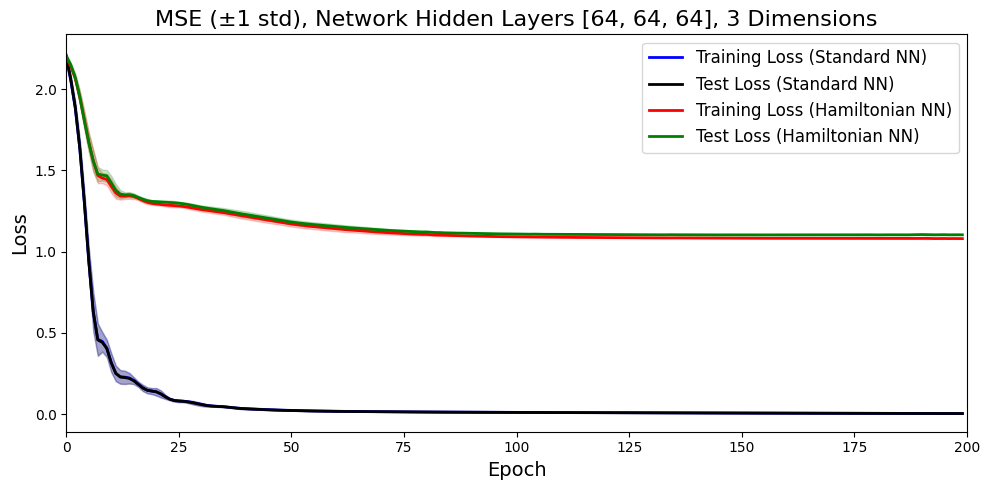 MSE (±1 std), Network Hidden Layers [64, 64, 64], 3 Dimensions
Training Loss (Standard NN)
Test Loss (Standard NN)
Training Loss (Hamiltonian NN)
Test Loss (Hamiltonian NN)
Loss
2.0
1.5
1.0
0.5
0.0
0 25 50 75 100 125 150 175 200
Epoch